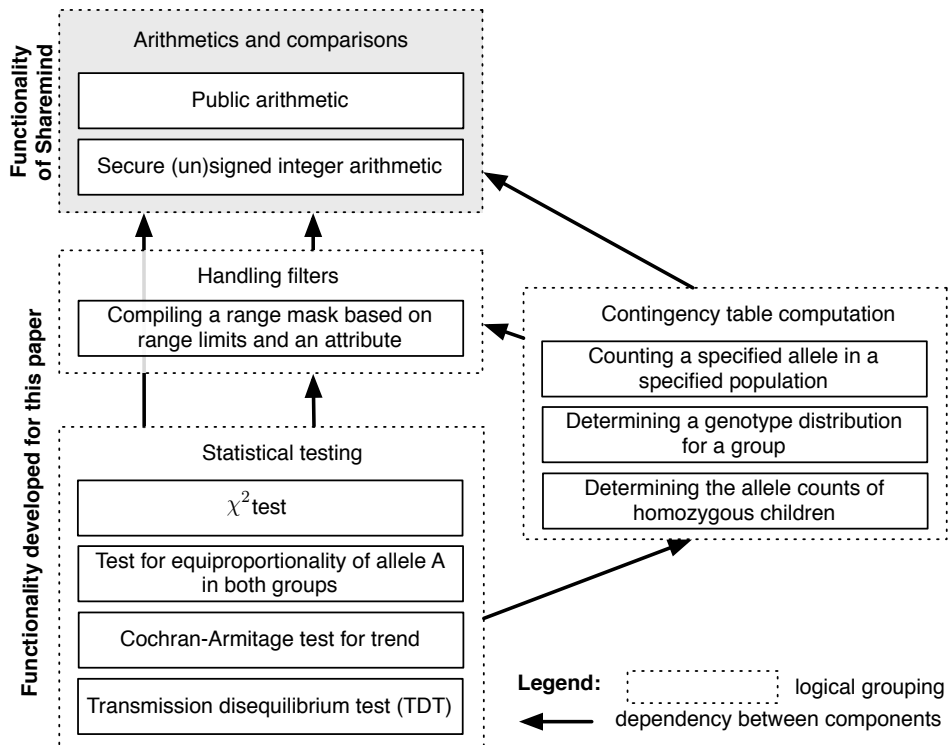 Functionality
of Sharemind
Arithmetics and comparisons
Public arithmetic
Secure (un)signed integer arithmetic
Functionality developed for this paper
Handling filters
Compiling a range mask based on
range limits and an attribute
Contingency table computation
Counting a specified allele in a
specified population
Determining a genotype distribution
for a group
Determining the allele counts of
homozygous children
Statistical testing
χ² test
Test for equiproportionality of allele A
in both groups
Cochran-Armitage test for trend
Transmission disequilibrium test (TDT)
Legend:
logical grouping
dependency between components